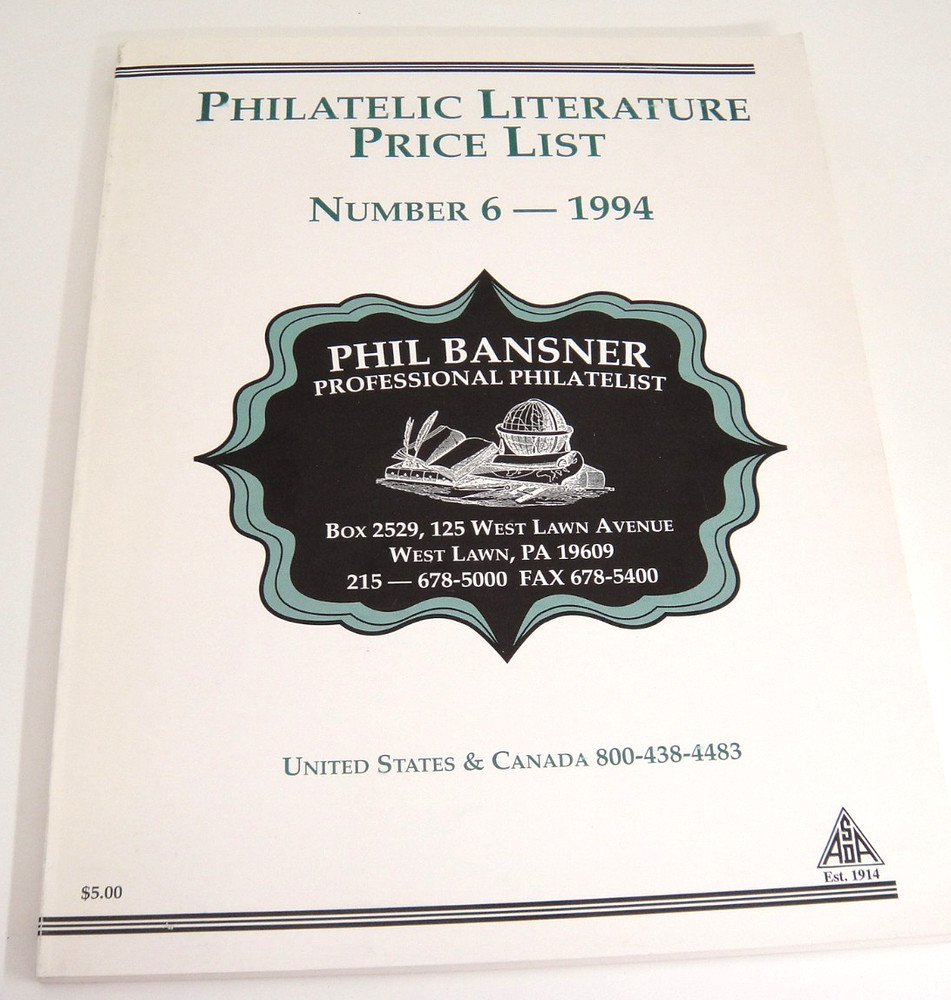 PHILATELIC LITERATURE
PRICE LIST
NUMBER 6 — 1994
PHIL BANSNER
PROFESSIONAL PHILATELIST
BOX 2529, 125 WEST LAWN AVENUE
WEST LAWN, PA 19609
215 — 678-5000 FAX 678-5400
UNITED STATES & CANADA 800-438-4483
ASDA
Est. 1914
$5.00